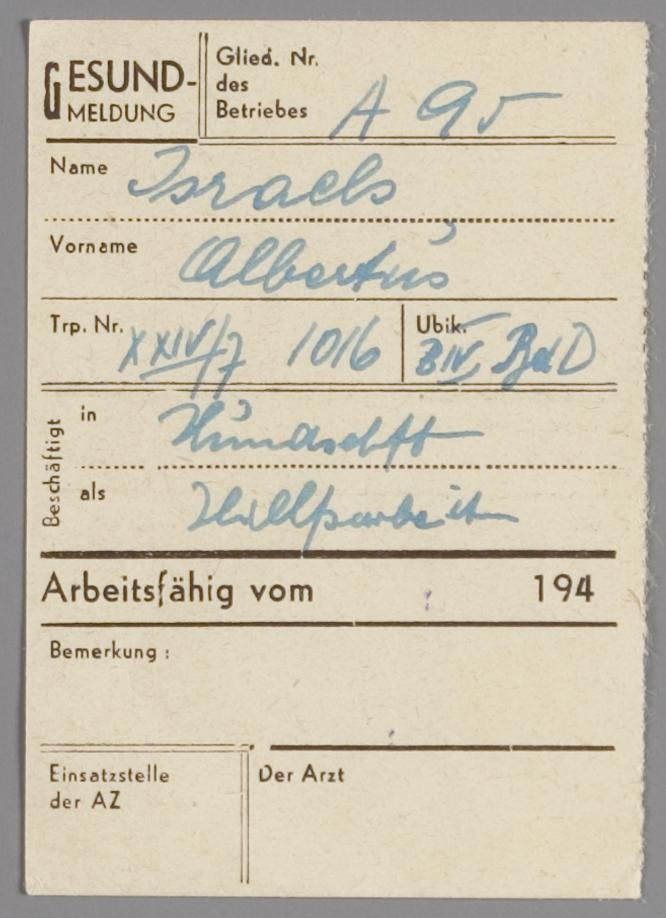 GESUND-
MELDUNG
Glied. Nr.
des
Betriebes A 95
Name Israels
Vorname Albertus
Trp. Nr. XXIV/7 1016 Ubik. BIV
Beschäftigt
in
als Hilfsarbeit
Arbeitsfähig vom 194
Bemerkung:
Einsatzstelle
der AZ
Der Arzt